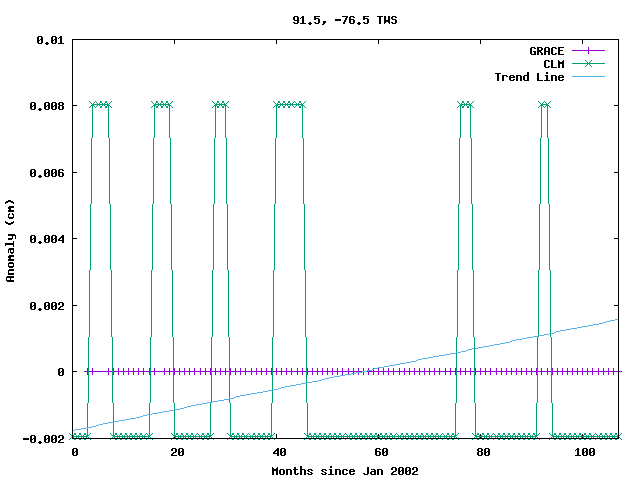 91.5, -76.5 TWS
GRACE
CLM
Trend Line
0.01
0.008
0.006
0.004
0.002
0
-0.002
Anomaly (cm)
0 20 40 60 80 100
Months since Jan 2002